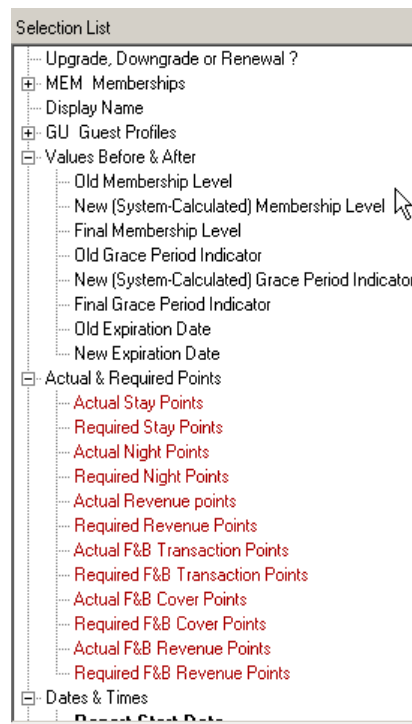 Selection List
Upgrade, Downgrade or Renewal ?
MEM Memberships
Display Name
GU Guest Profiles
Values Before & After
Old Membership Level
New (System-Calculated) Membership Level
Final Membership Level
Old Grace Period Indicator
New (System-Calculated) Grace Period Indicator
Final Grace Period Indicator
Old Expiration Date
New Expiration Date
Actual & Required Points
Actual Stay Points
Required Stay Points
Actual Night Points
Required Night Points
Actual Revenue points
Required Revenue Points
Actual F&B Transaction Points
Required F&B Transaction Points
Actual F&B Cover Points
Required F&B Cover Points
Actual F&B Revenue Points
Required F&B Revenue Points
Dates & Times
Report Start Date